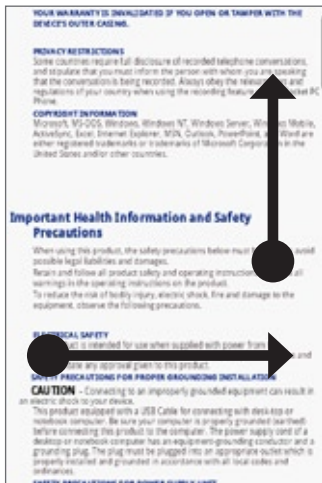 YOUR WARRANTY IS INVALIDATED IF YOU OPEN OR TAMPER WITH THE
DEVICE'S OUTER CASING.
PRIVACY RESTRICTIONS
Some countries require full disclosure of recorded telephone conversations,
and stipulate that you must inform the person with whom you are speaking
that the conversation is being recorded. Always obey the relevant and
regulations of your country when using the recording feature PC
Phone.
COPYRIGHT INFORMATION
Microsoft, MS-DOS, Windows, Windows NT, Windows Server, Mobile,
ActiveSync, Excel, Internet Explorer, MSN, Outlook, PowerPoint, Word are
either registered trademarks or trademarks of Microsoft in the
United States and/or other countries.
Important Health Information and Safety
Precautions
When using this product, the safety precautions below must avoid
possible legal liabilities and damages.
Retain and follow all product safety and operating all
warnings in the operating instructions on the product.
To reduce the risk of bodily injury, electric shock, fire and damage to the
equipment, observe the following precautions.
ELECTRICAL SAFETY
is intended for use when supplied with power from
and
any approval given to this product.
SAFETY PRECAUTIONS FOR PROPER GROUNDING INSTALLATION
CAUTION - Connecting to an improperly grounded equipment can result in
an electric shock to your device.
This product equipped with a USB Cable for connecting with desk-top or
notebook computer. Be sure your computer is properly grounded (earthed)
before connecting this product to the computer. The power supply cord of a
desktop or notebook computer has an equipment-grounding conductor and a
grounding plug. The plug must be plugged into an appropriate outlet which is
properly installed and grounded in accordance with all local codes and
ordinances.
SAFETY PRECAUTIONS FOR POWER SUPPLY UNIT